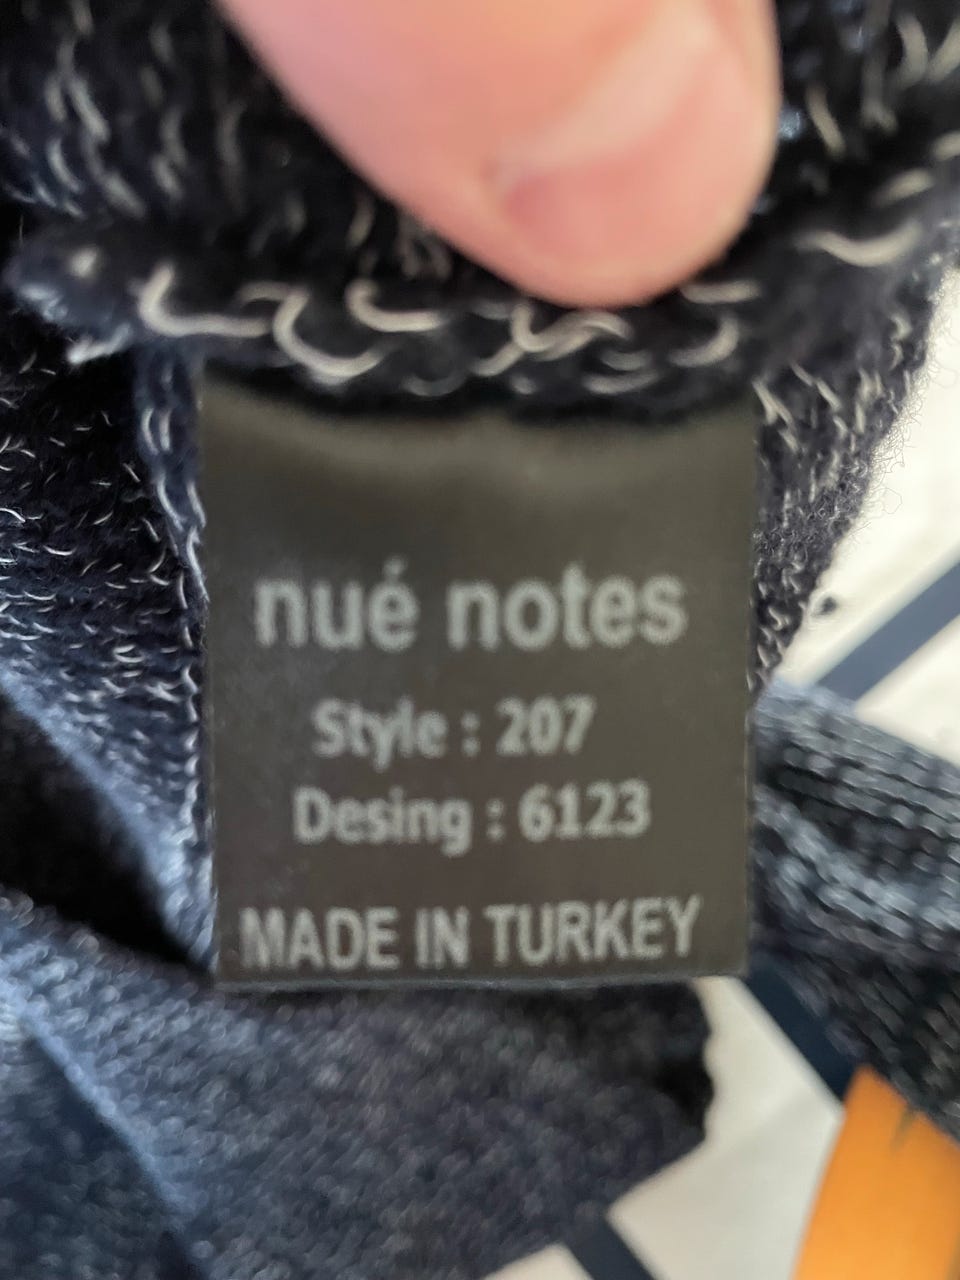 nué notes
Style : 207
Desing : 6123
MADE IN TURKEY